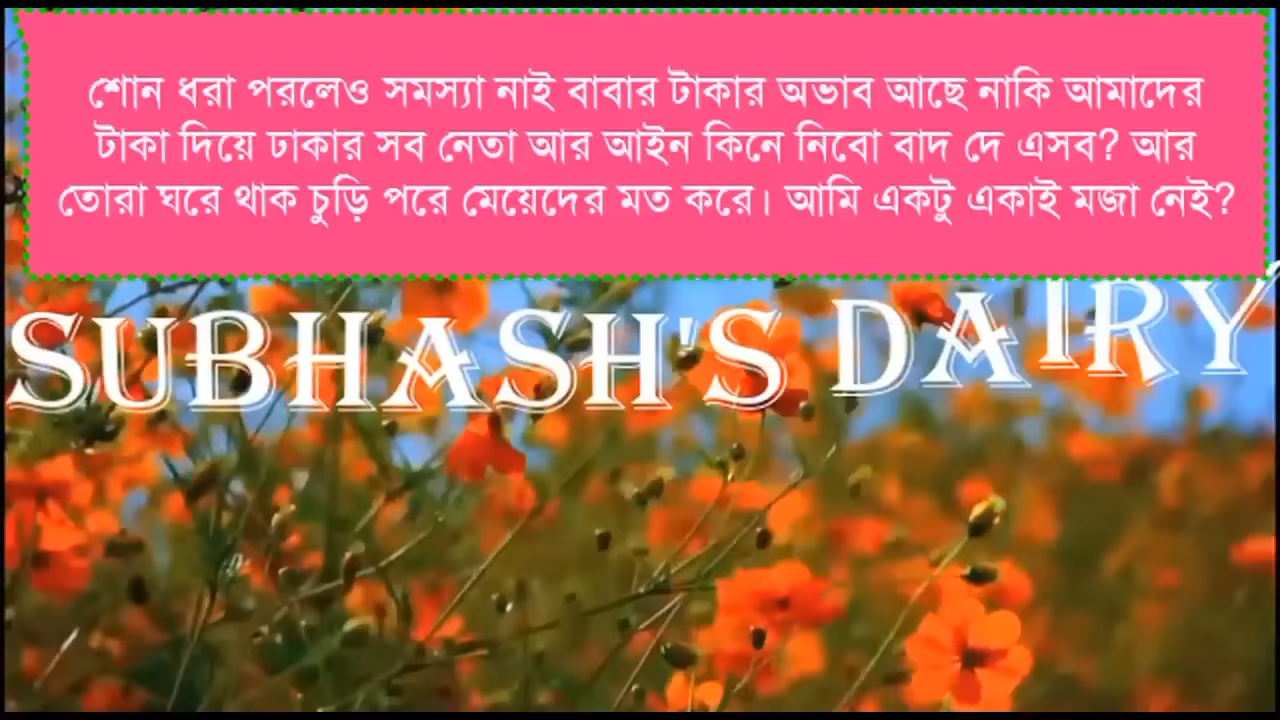 শোন ধরা পরলেও সমস্যা নাই বাবার টাকার অভাব আছে নাকি আমাদের
টাকা দিয়ে ঢাকার সব নেতা আর আইন কিনে নিবো বাদ দে এসব? আর
তোরা ঘরে থাক চুড়ি পরে মেয়েদের মত করে। আমি একটু একাই মজা নেই?
SUBHASH'S DAIRY